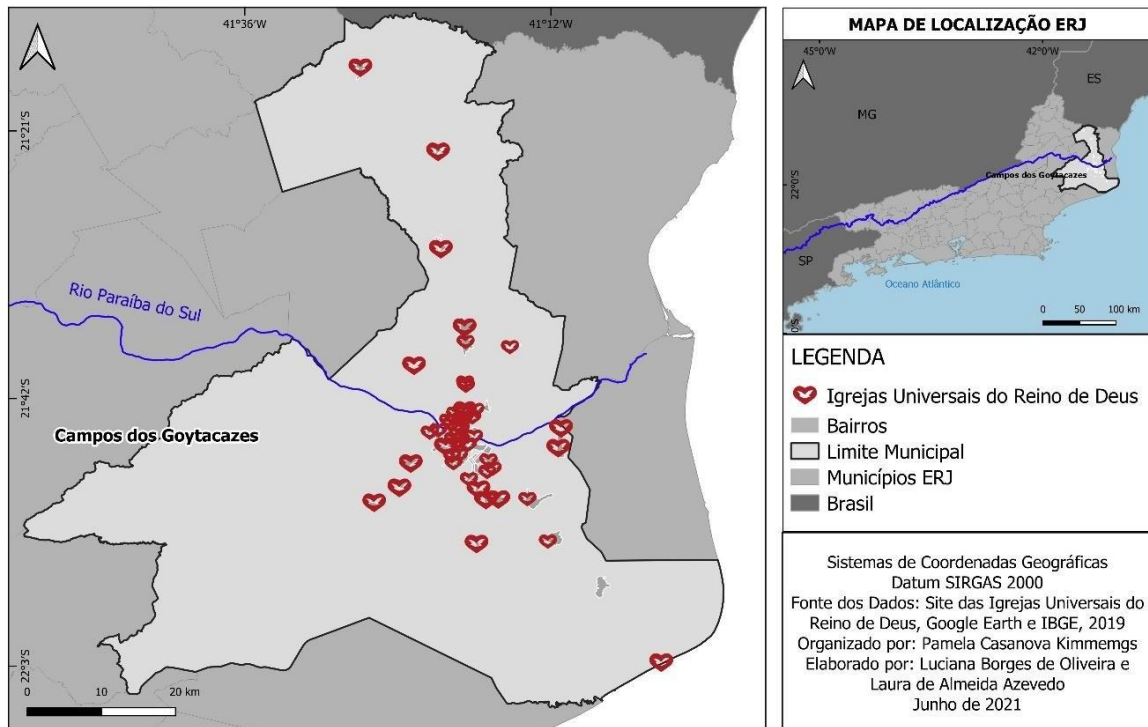 41°36'W
41°12'W
21°21'S
21°42'S
22°3'S
Rio Paraíba do Sul
Campos dos Goytacazes
0 10 20 km
MAPA DE LOCALIZAÇÃO ERJ
45°0'W
42°0'W
ES
MG
22°0'S
Campos dos Goytacazes
SP
Oceano Atlântico
0 50 100 km
LEGENDA
Igrejas Universais do Reino de Deus
Bairros
Limite Municipal
Municípios ERJ
Brasil
Sistemas de Coordenadas Geográficas
Datum SIRGAS 2000
Fonte dos Dados: Site das Igrejas Universais do
Reino de Deus, Google Earth e IBGE, 2019
Organizado por: Pamela Casanova Kimmemgs
Elaborado por: Luciana Borges de Oliveira e
Laura de Almeida Azevedo
Junho de 2021